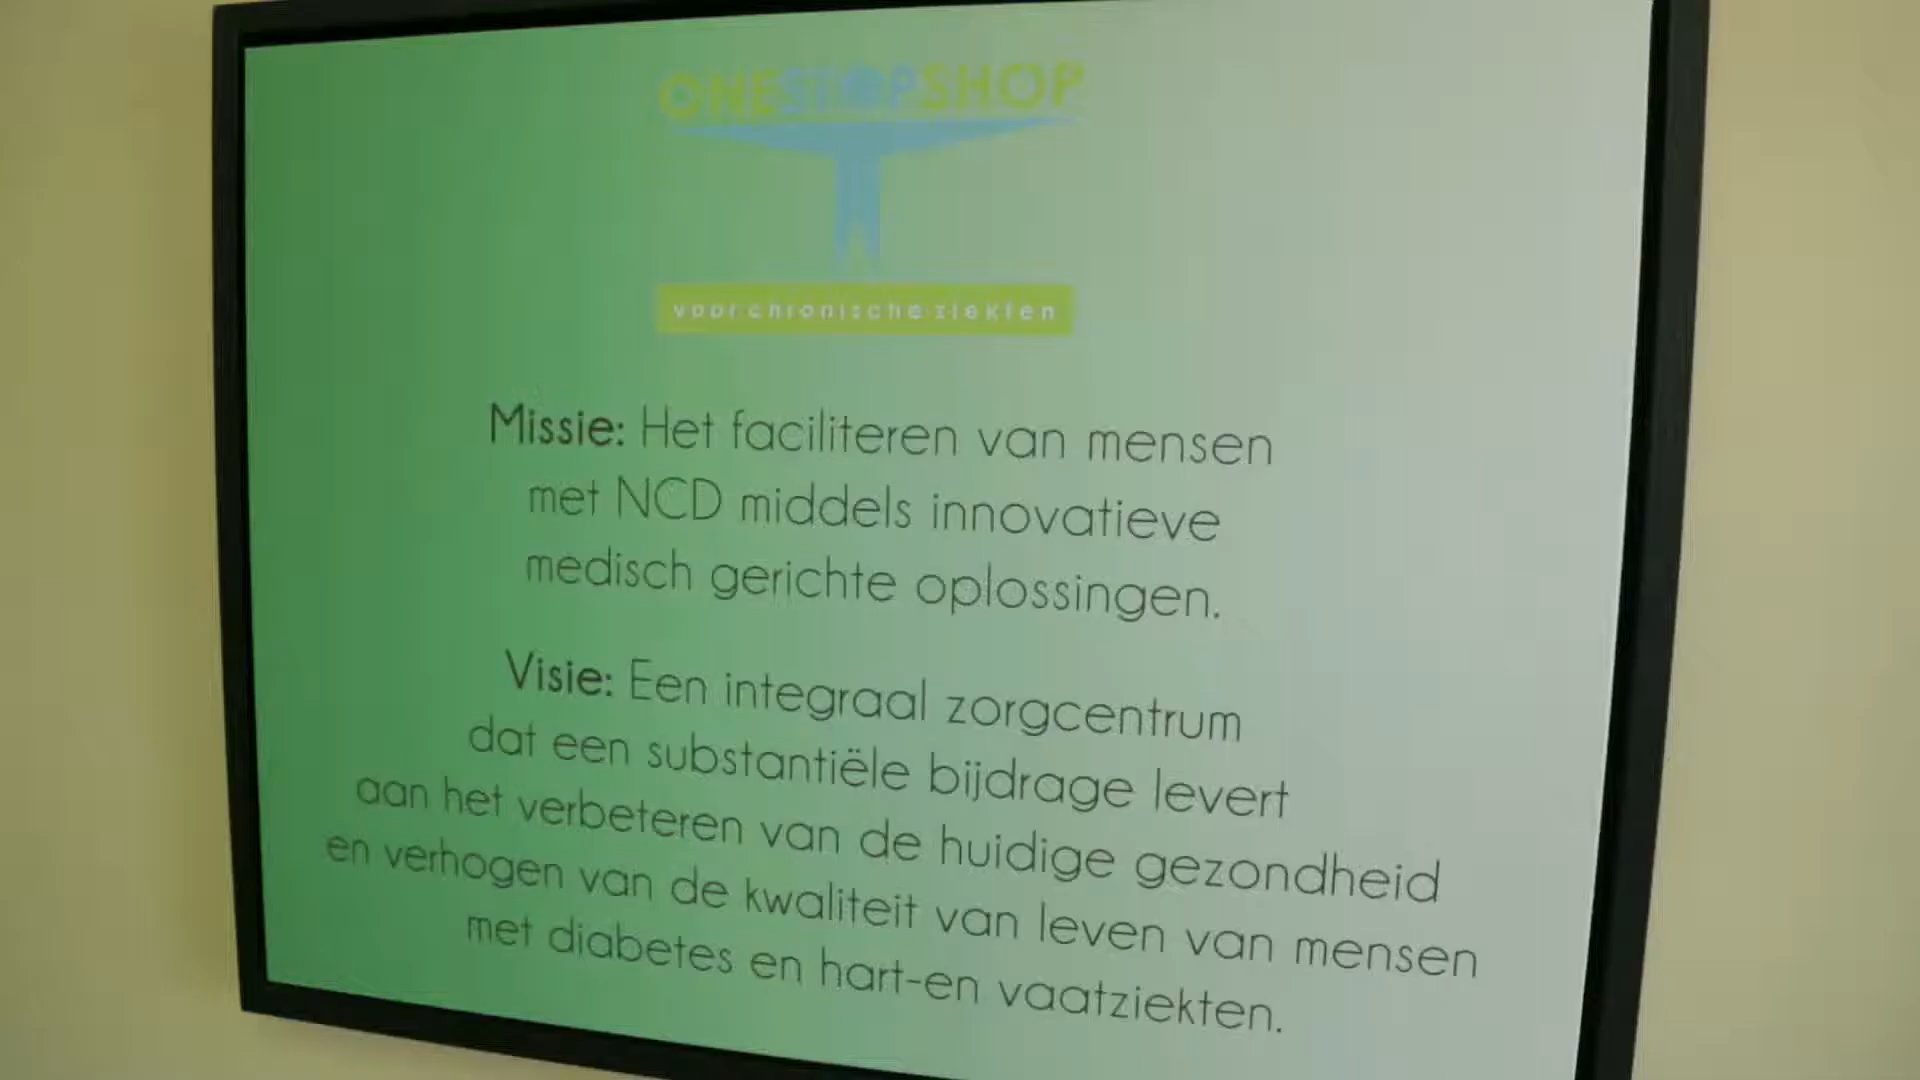 ONESTOPSHOP
voor chronische ziekten
Missie: Het faciliteren van mensen
met NCD middels innovatieve
medisch gerichte oplossingen.
Visie: Een integraal zorgcentrum
dat een substantiële bijdrage levert
aan het verbeteren van de huidige gezondheid
en verhogen van de kwaliteit van leven van mensen
met diabetes en hart-en vaatziekten.